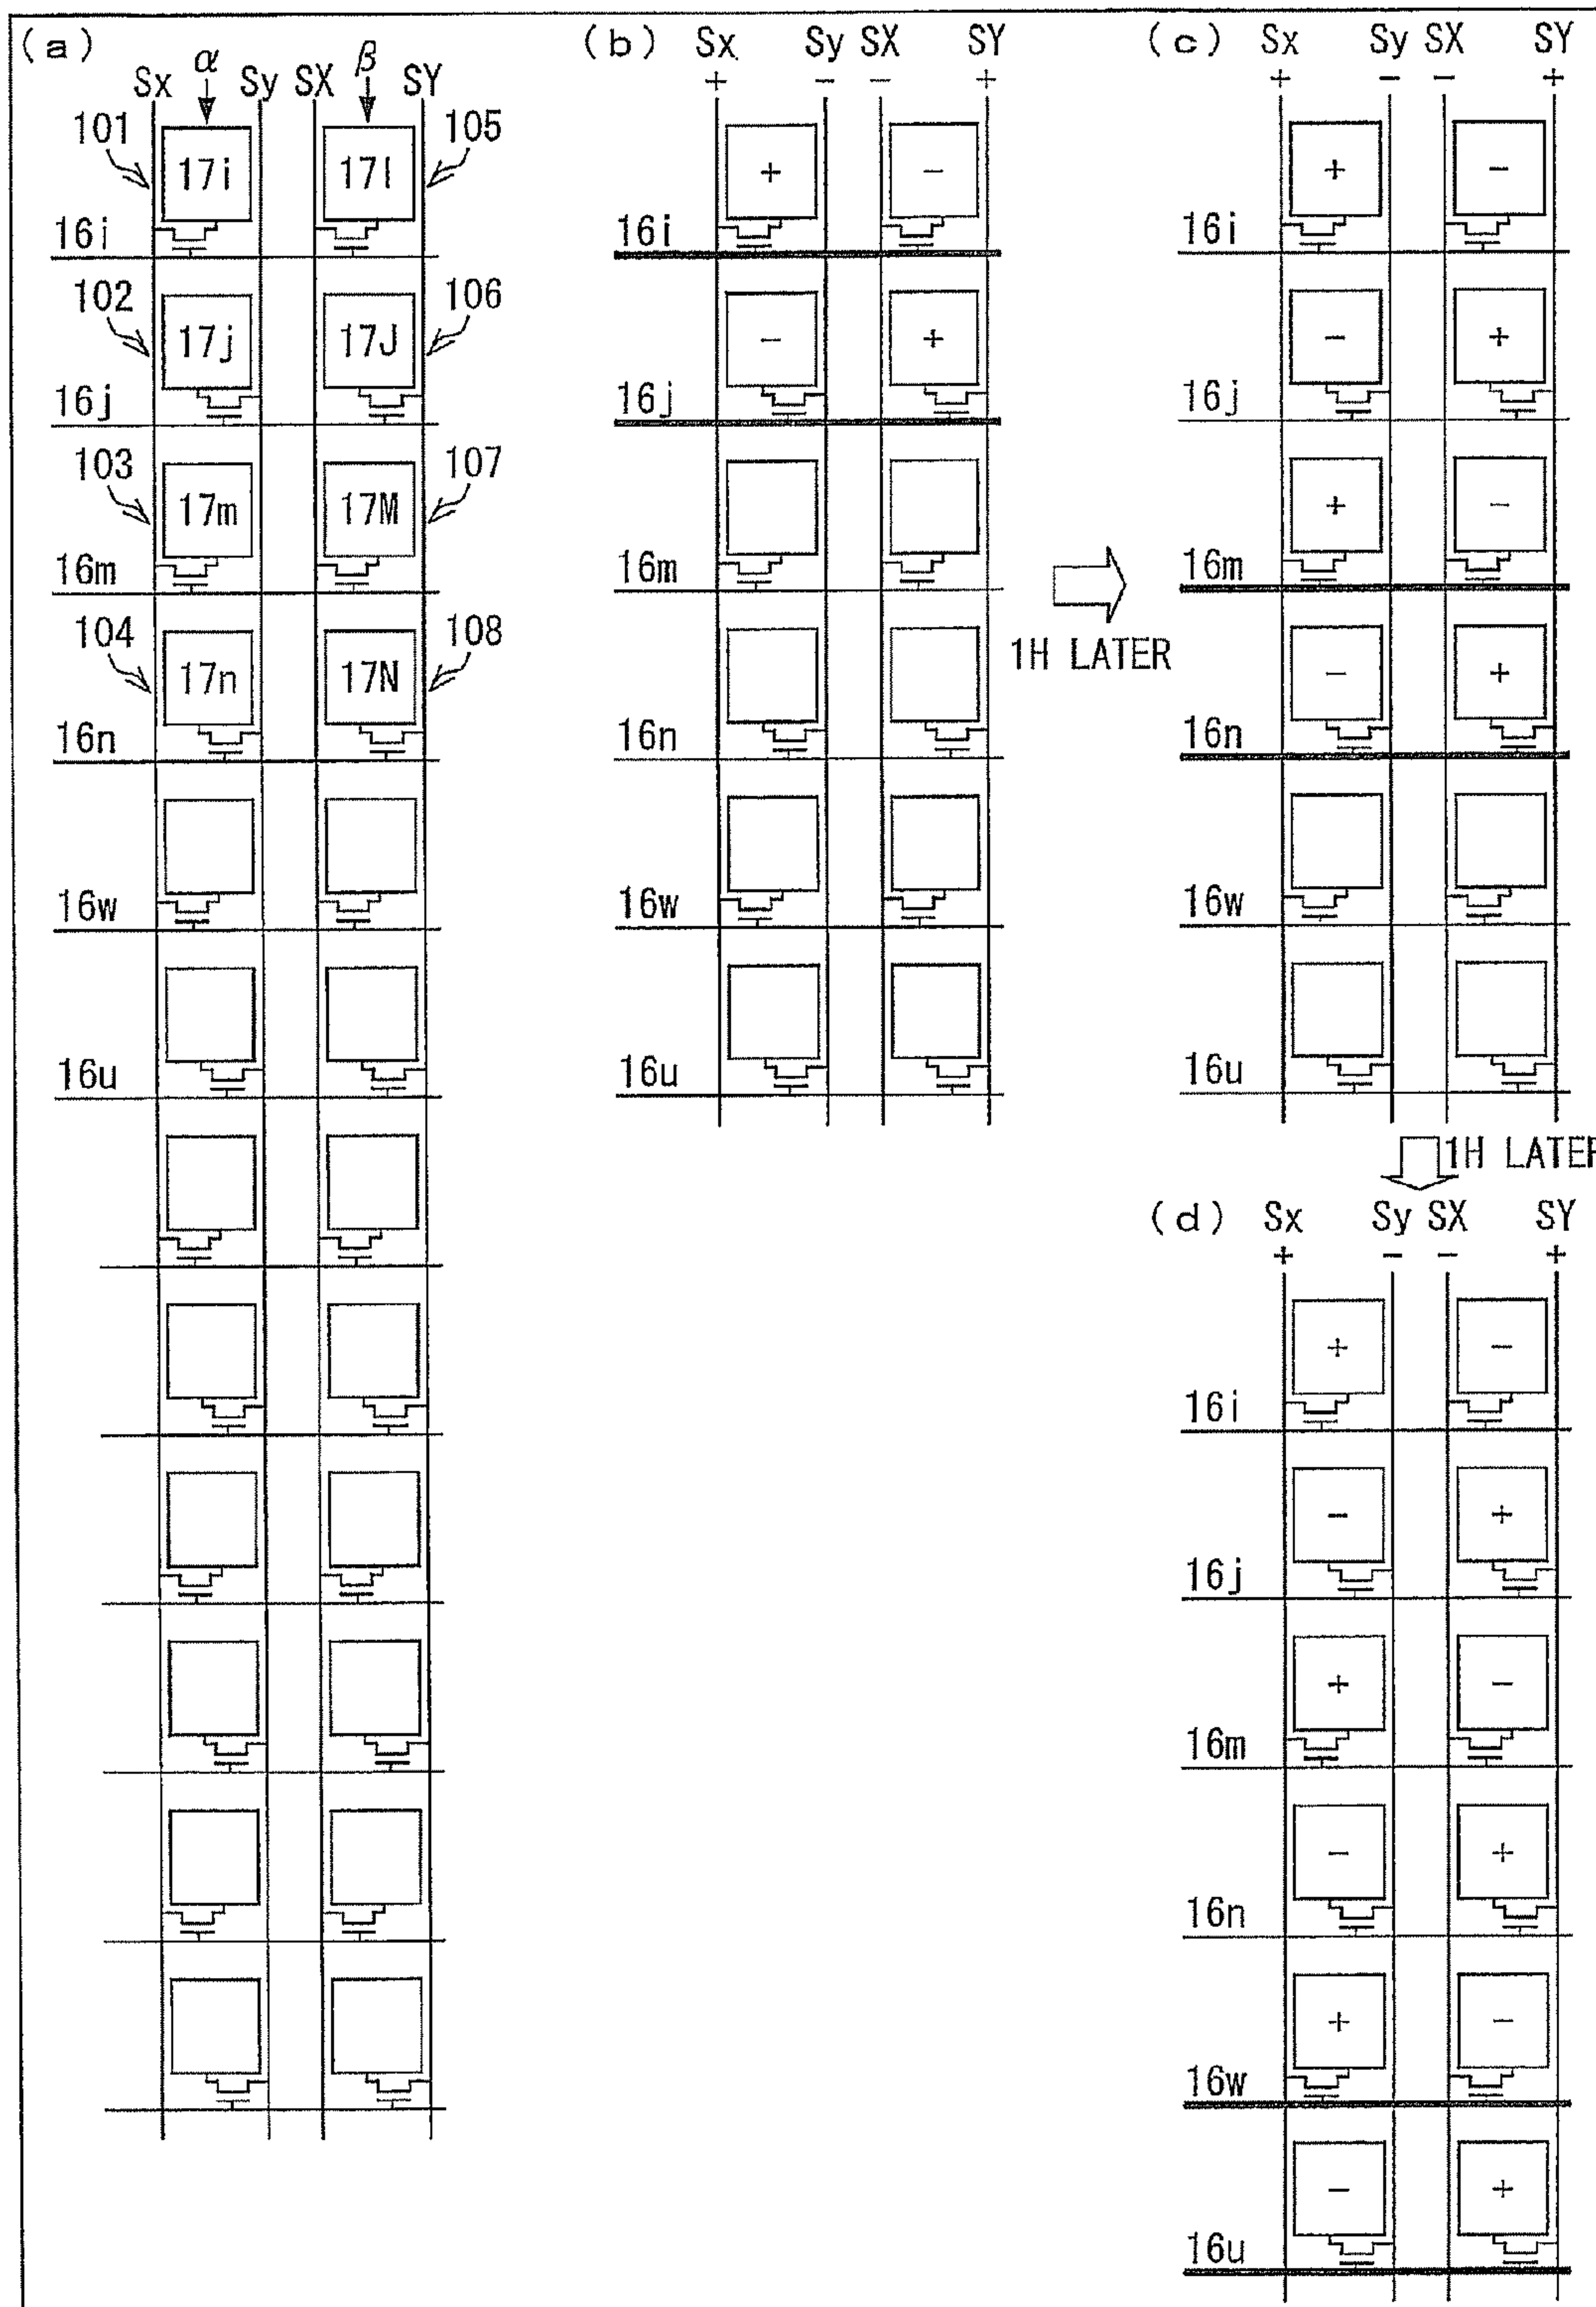 (a)
α β
Sx Sy SX SY
101 17i 17I 105
16i
102 17j 17J 106
16j
103 17m 17M 107
16m
104 17n 17N 108
16n
16w
16u
(b) Sx Sy SX SY
+ - - +
+ -
16i
- +
16j
16m
16n
16w
16u
1H LATER
(c) Sx Sy SX SY
+ - - +
+ -
16i
- +
16j
+ -
16m
- +
16n
16w
16u
1H LATER
(d) Sx Sy SX SY
+ - - +
+ -
16i
- +
16j
+ -
16m
- +
16n
+ -
16w
- +
16u